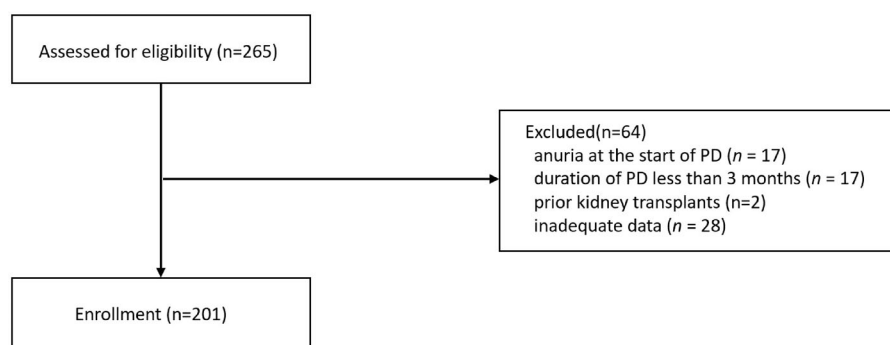 Assessed for eligibility (n=265)
Excluded(n=64)
anuria at the start of PD (n = 17)
duration of PD less than 3 months (n = 17)
prior kidney transplants (n=2)
inadequate data (n = 28)
Enrollment (n=201)